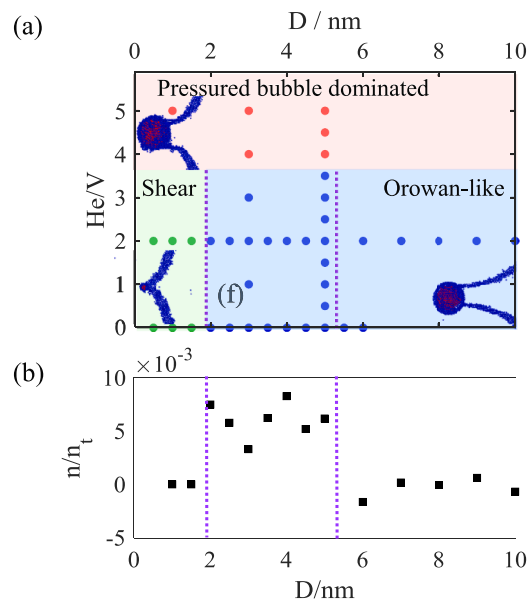 (a)
D / nm
0 2 4 6 8 10
Pressured bubble dominated
5
4
Shear
Orowan-like
He/V
3
2
1
(f)
0
(b)
×10⁻³
10
5
n/nₜ
0
-5
0 2 4 6 8 10
D/nm